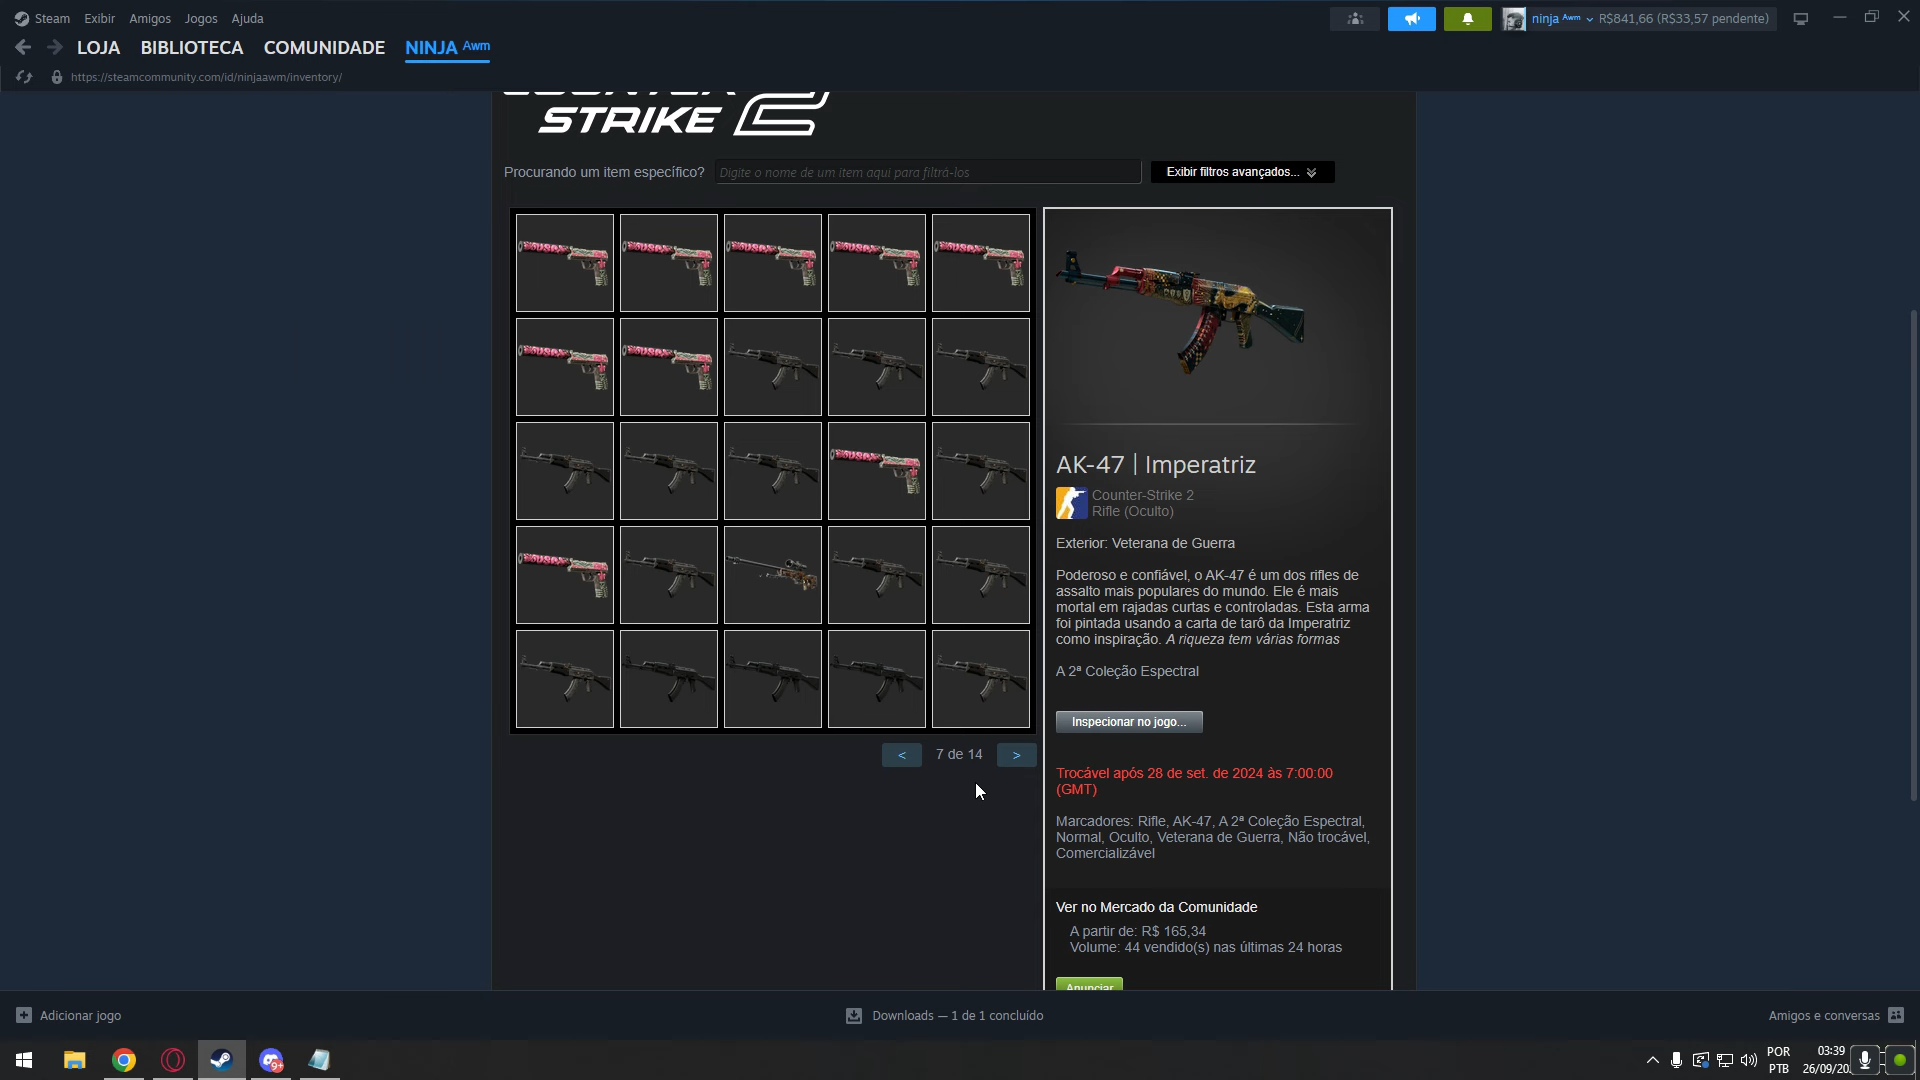 Steam Exibir Amigos Jogos Ajuda
ninja ᴬʷᵐ R$841,66 (R$33,57 pendente)
LOJA BIBLIOTECA COMUNIDADE NINJA ᴬʷᵐ
https://steamcommunity.com/id/ninjaawm/inventory/
COUNTER
STRIKE 2
Procurando um item específico? Digite o nome de um item aqui para filtrá-los Exibir filtros avançados...
AK-47 | Imperatriz
Counter-Strike 2
Rifle (Oculto)
Exterior: Veterana de Guerra
Poderoso e confiável, o AK-47 é um dos rifles de
assalto mais populares do mundo. Ele é mais
mortal em rajadas curtas e controladas. Esta arma
foi pintada usando a carta de tarô da Imperatriz
como inspiração. A riqueza tem várias formas
A 2ª Coleção Espectral
Inspecionar no jogo...
< 7 de 14 >
Trocável após 28 de set. de 2024 às 7:00:00
(GMT)
Marcadores: Rifle, AK-47, A 2ª Coleção Espectral,
Normal, Oculto, Veterana de Guerra, Não trocável,
Comercializável
Ver no Mercado da Comunidade
A partir de: R$ 165,34
Volume: 44 vendido(s) nas últimas 24 horas
Anunciar
Adicionar jogo
Downloads — 1 de 1 concluído
Amigos e conversas
9+
POR
PTB
03:39
26/09/20